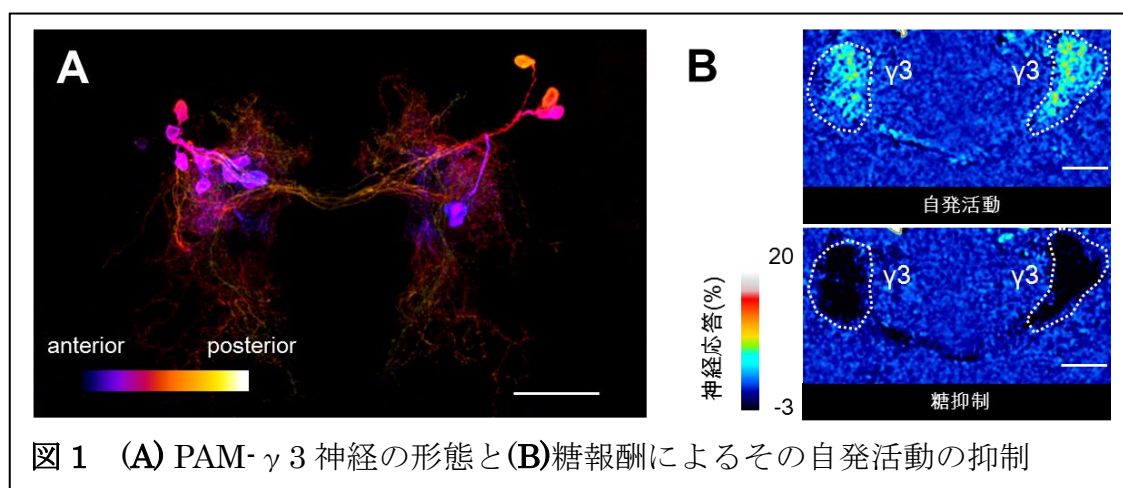 A
anterior
posterior
B
γ3
γ3
自発活動
20
神経応答(%)
-3
γ3
γ3
糖抑制
図1 (A) PAM-γ3神経の形態と(B)糖報酬によるその自発活動の抑制